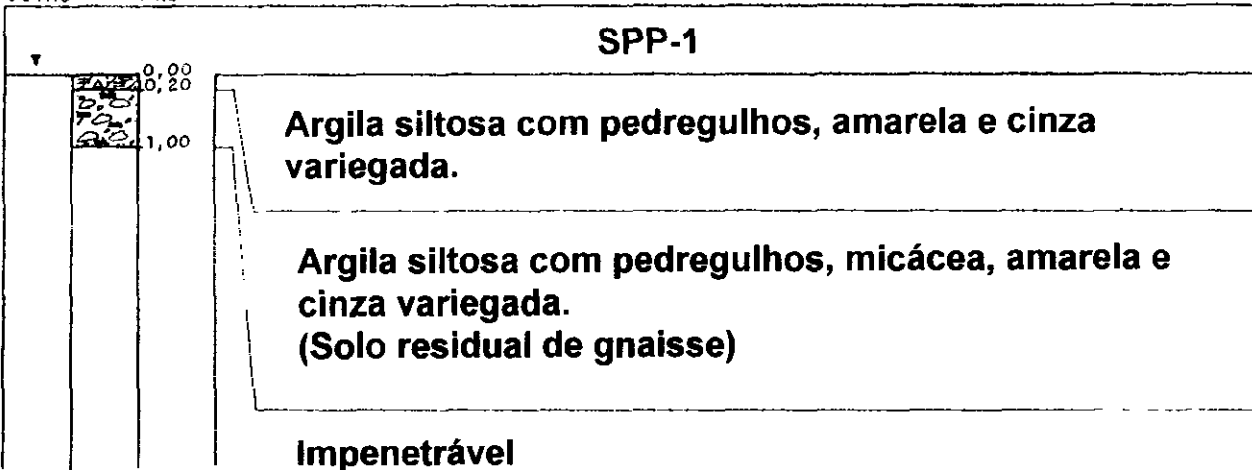 SPP-1
0,00
0,20
1,00
Argila siltosa com pedregulhos, amarela e cinza
variegada.
Argila siltosa com pedregulhos, micácea, amarela e
cinza variegada.
(Solo residual de gnaisse)
Impenetrável